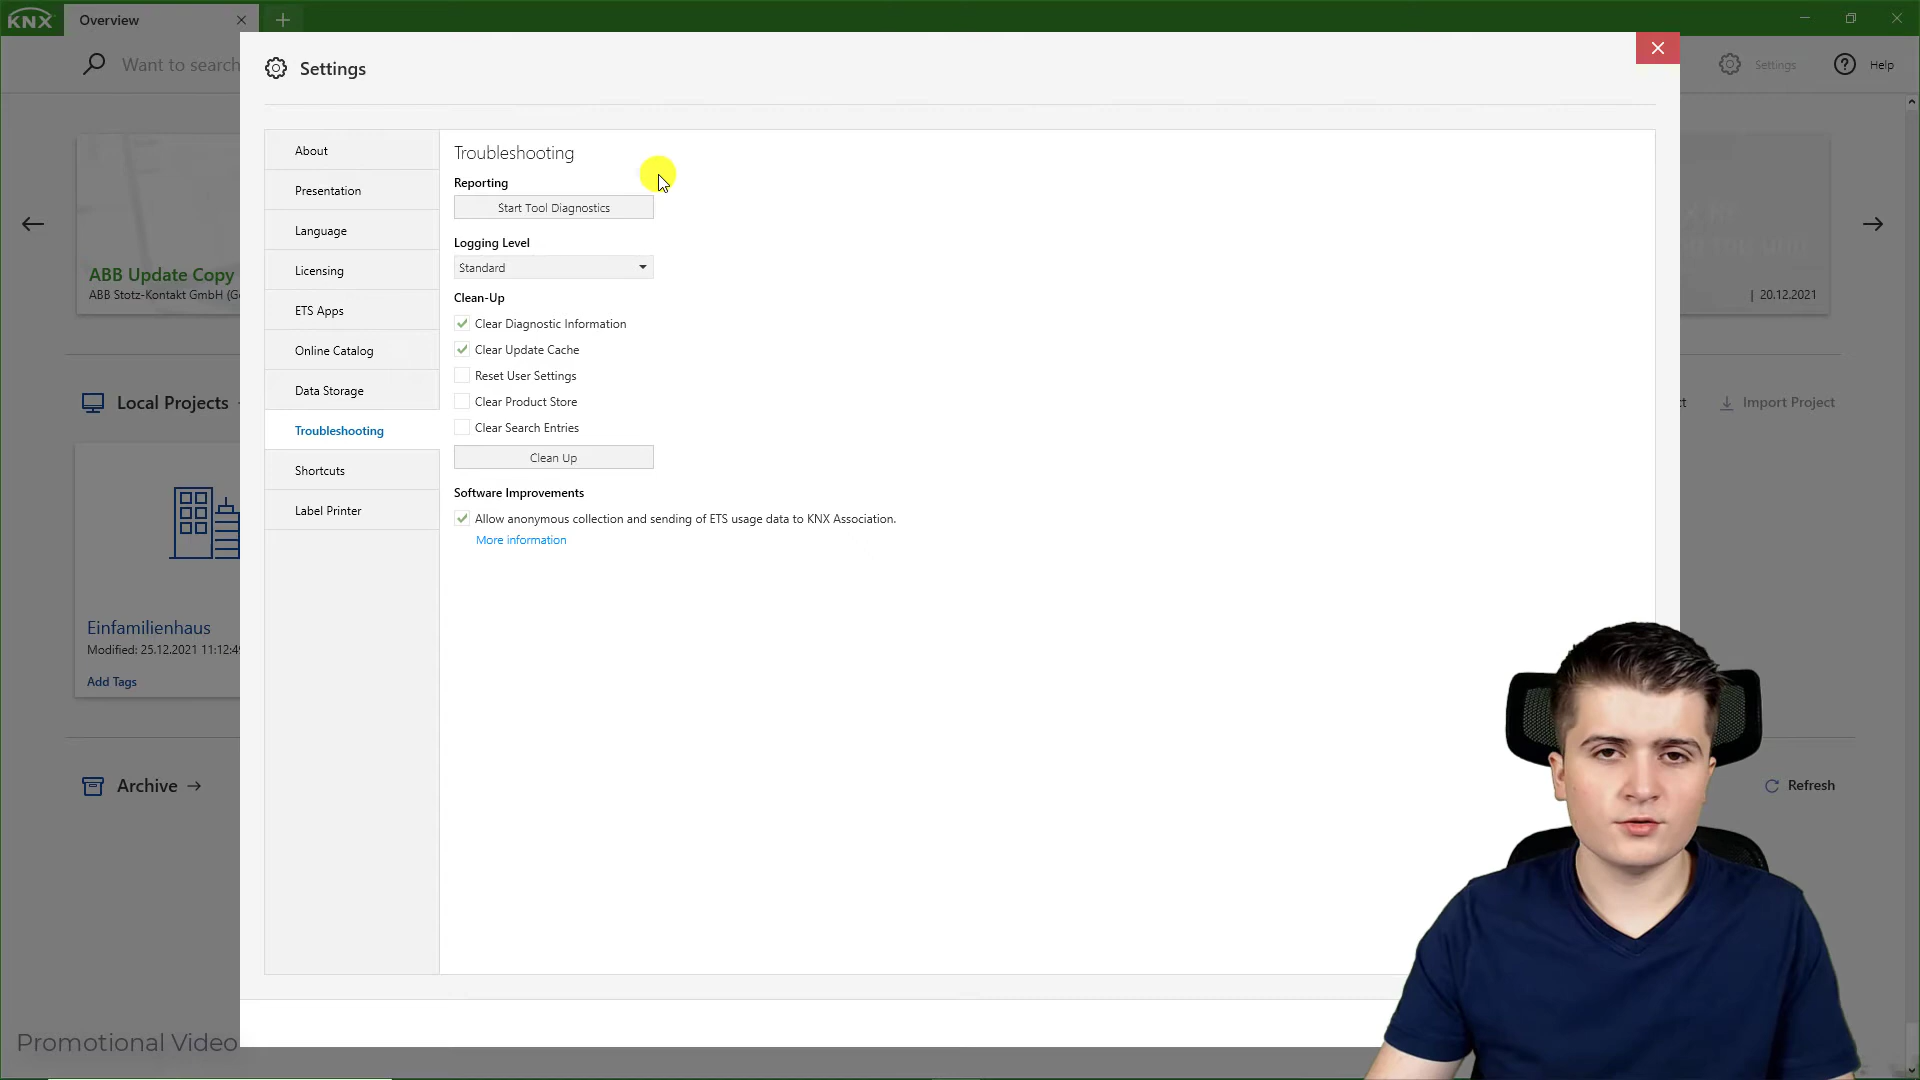 KNX
Overview
Want to search
Settings
Settings
Help
About
Presentation
Language
Licensing
ETS Apps
Online Catalog
Data Storage
Troubleshooting
Shortcuts
Label Printer
Troubleshooting
Reporting
Start Tool Diagnostics
Logging Level
Standard
Clean-Up
Clear Diagnostic Information
Clear Update Cache
Reset User Settings
Clear Product Store
Clear Search Entries
Clean Up
Software Improvements
Allow anonymous collection and sending of ETS usage data to KNX Association.
More information
ABB Update Copy
ABB Stotz-Kontakt GmbH (G
| 20.12.2021
Local Projects
Import Project
Einfamilienhaus
Modified: 25.12.2021 11:12:49
Add Tags
Archive →
Refresh
Promotional Video